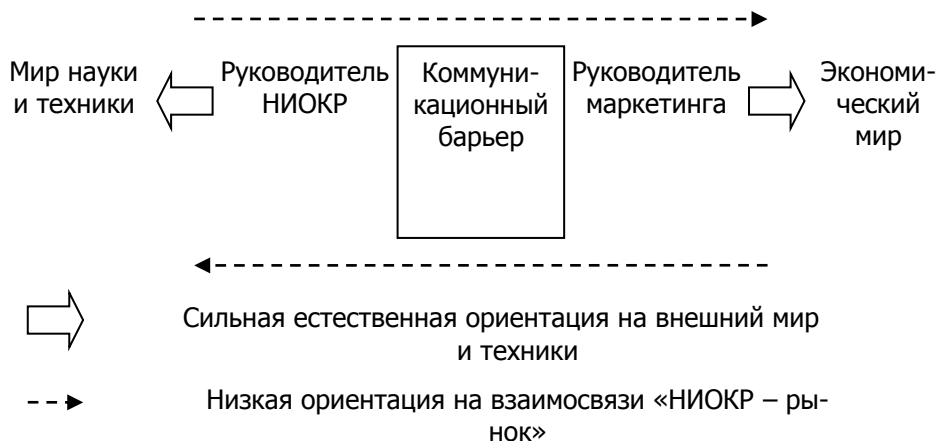 Мир науки
и техники
Руководитель
НИОКР
Коммуни-
кационный
барьер
Руководитель
маркетинга
Экономи-
ческий
мир
Сильная естественная ориентация на внешний мир
и техники
Низкая ориентация на взаимосвязи «НИОКР – ры-
нок»